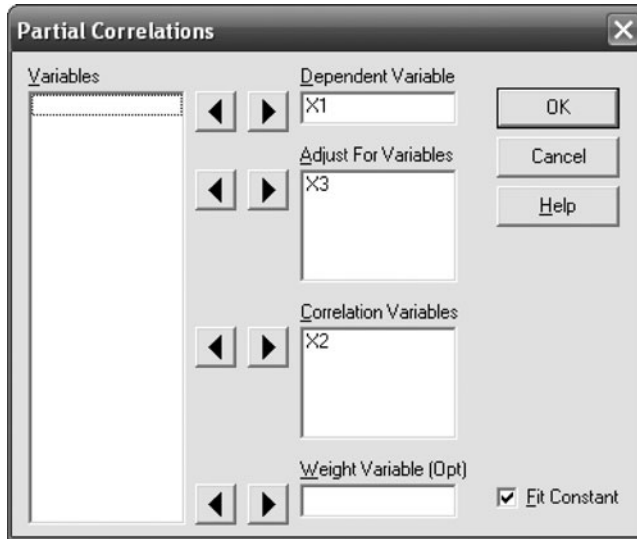 Partial Correlations
Variables
Dependent Variable
X1
OK
Adjust For Variables
X3
Cancel
Help
Correlation Variables
X2
Weight Variable (Opt)
Fit Constant